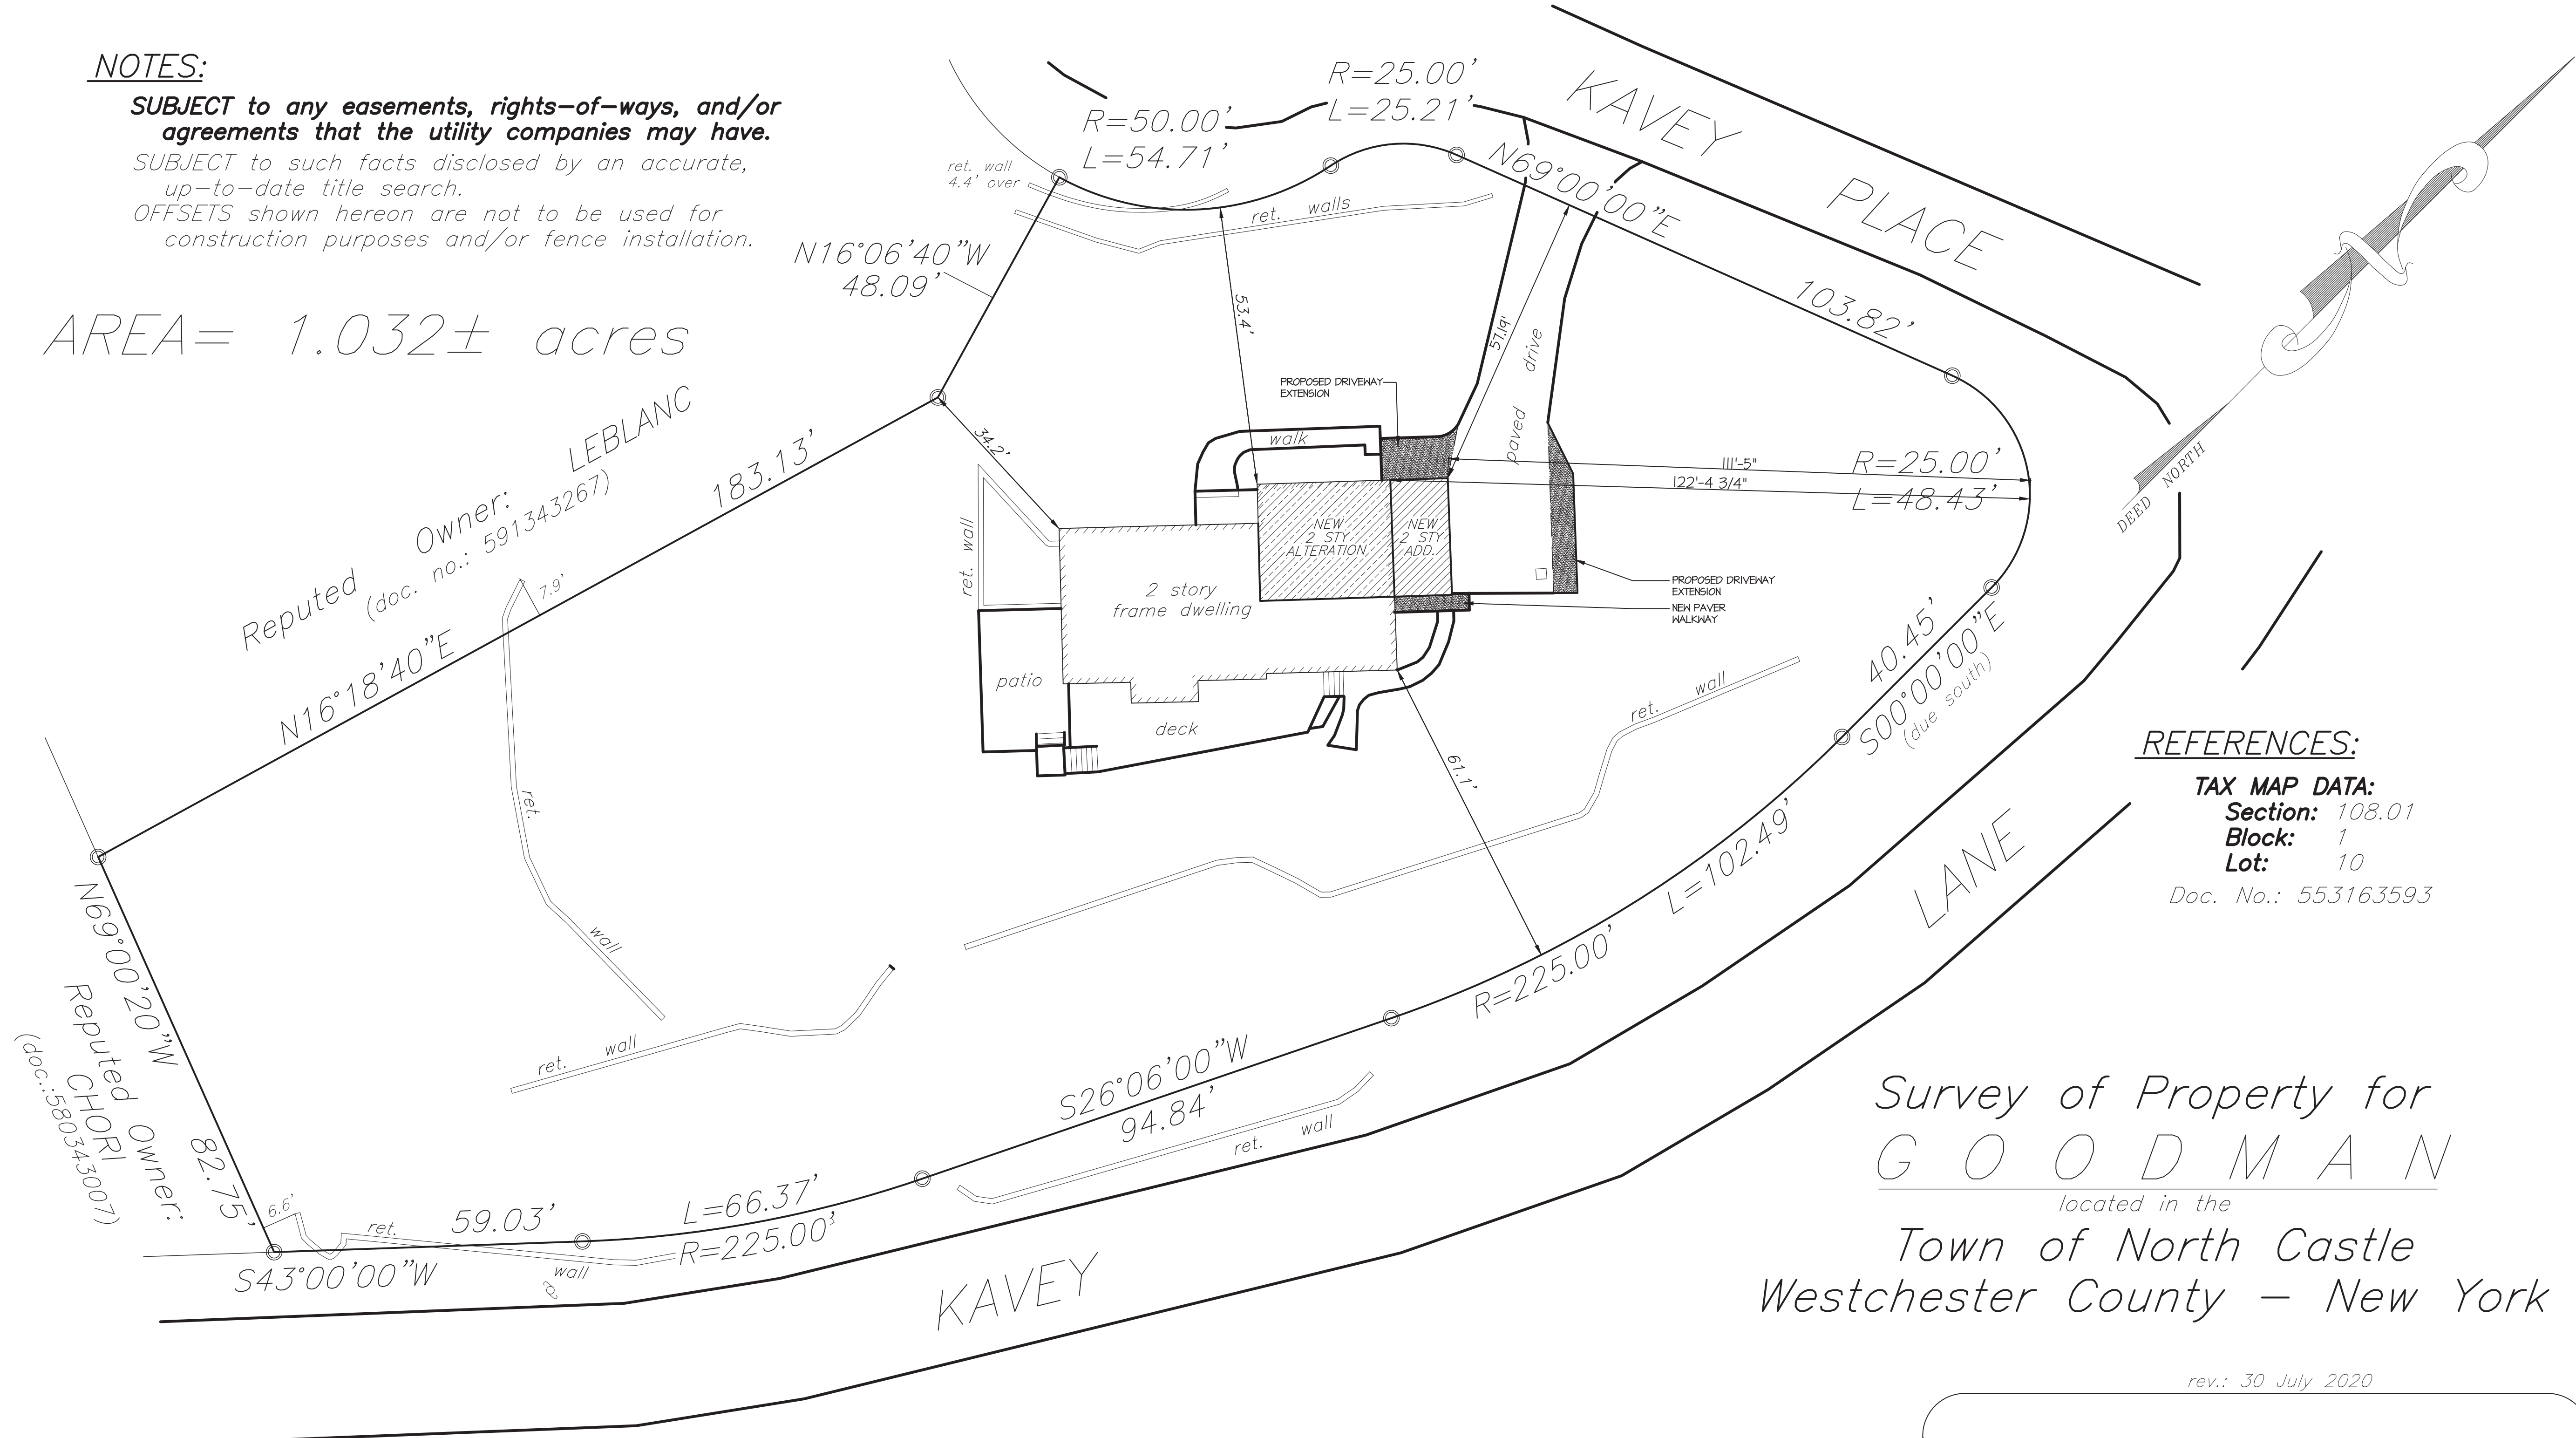 NOTES:
SUBJECT to any easements, rights-of-ways, and/or
agreements that the utility companies may have.
SUBJECT to such facts disclosed by an accurate,
up-to-date title search.
OFFSETS shown hereon are not to be used for
construction purposes and/or fence installation.
AREA= 1.032± acres
R=50.00'
L=54.71'
R=25.00'
L=25.21'
KAVEY PLACE
N69°00'00"E
103.82'
ret. wall
4.4' over
ret. walls
N16°06'40"W
48.09'
53.4'
57.19'
paved drive
PROPOSED DRIVEWAY
EXTENSION
34.2'
walk
111'-5"
122'-4 3/4"
R=25.00'
L=48.43'
DEED NORTH
Reputed Owner: LEBLANC
(doc. no.: 591343267)
183.13'
N16°18'40"E
7.9'
ret. wall
NEW
2 STY
ALTERATION
NEW
2 STY
ADD.
2 story
frame dwelling
PROPOSED DRIVEWAY
EXTENSION
NEW PAVER
WALKWAY
patio
deck
40.45'
S00°00'00"E
(due south)
ret. wall
61.1'
ret. wall
L=102.49'
R=225.00'
LANE
REFERENCES:
TAX MAP DATA:
Section: 108.01
Block: 1
Lot: 10
Doc. No.: 553163593
N69°00'20"W
82.75'
Reputed Owner:
CHORI
(doc.:580343007)
ret. wall
S26°06'00"W
94.84'
ret. wall
6.6'
ret. wall
59.03'
S43°00'00"W
L=66.37'
R=225.00'
KAVEY
Survey of Property for
GOODMAN
located in the
Town of North Castle
Westchester County - New York
rev.: 30 July 2020